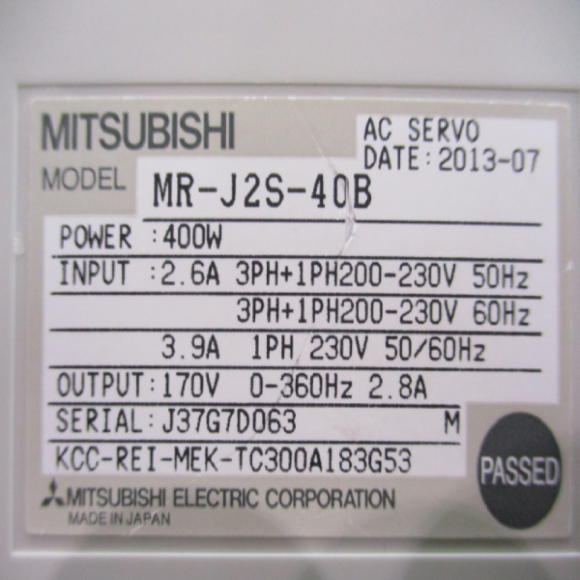 MITSUBISHI
AC SERVO
DATE:2013-07
MODEL MR-J2S-40B
POWER :400W
INPUT :2.6A 3PH+1PH200-230V 50Hz
3PH+1PH200-230V 60Hz
3.9A 1PH 230V 50/60Hz
OUTPUT:170V 0-360Hz 2.8A
SERIAL:J37G7D063 M
KCC-REI-MEK-TC300A183G53
PASSED
MITSUBISHI ELECTRIC CORPORATION
MADE IN JAPAN